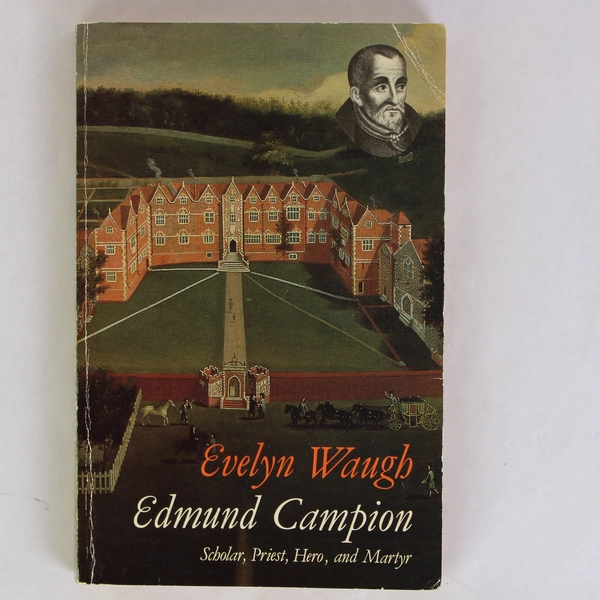 Evelyn Waugh
Edmund Campion
Scholar, Priest, Hero, and Martyr